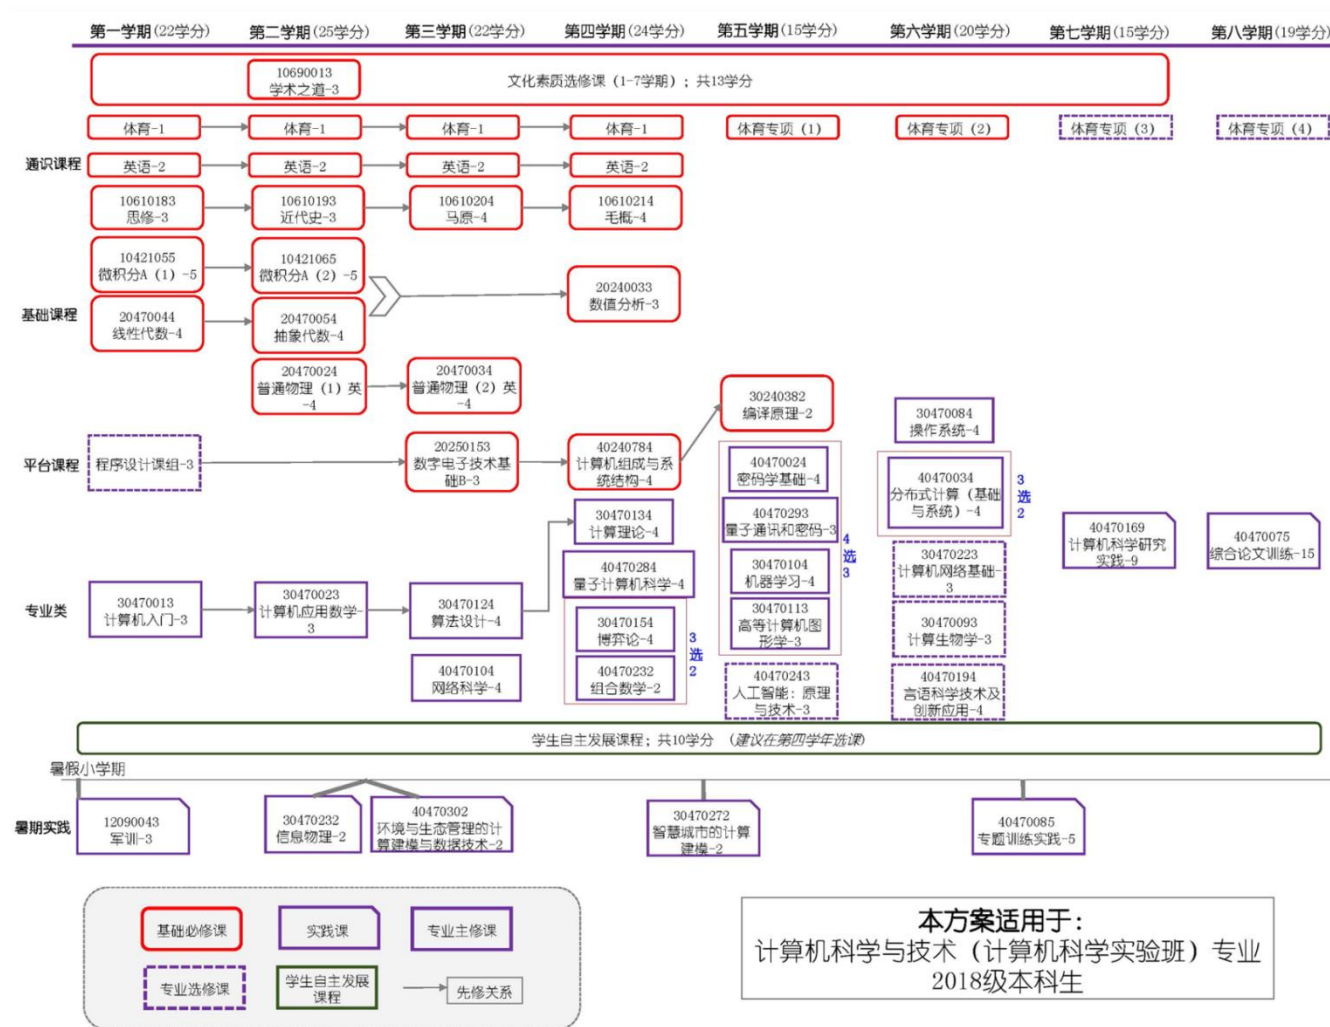 第一学期(22学分)
第二学期(25学分)
第三学期(22学分)
第四学期(24学分)
第五学期(15学分)
第六学期(20学分)
第七学期(15学分)
第八学期(19学分)
10690013
学术之道-3
文化素质选修课（1-7学期）；共13学分
通识课程
体育-1
体育-1
体育-1
体育-1
体育专项（1）
体育专项（2）
体育专项（3）
体育专项（4）
英语-2
英语-2
英语-2
英语-2
10610183
思修-3
10610193
近代史-3
10610204
马原-4
10610214
毛概-4
基础课程
10421055
微积分A（1）-5
10421065
微积分A（2）-5
20240033
数值分析-3
20470044
线性代数-4
20470054
抽象代数-4
20470024
普通物理（1）英
-4
20470034
普通物理（2）英
-4
平台课程
程序设计课组-3
20250153
数字电子技术基
础B-3
40240784
计算机组成与系
统结构-4
30240382
编译原理-2
30470084
操作系统-4
40470024
密码学基础-4
40470034
分布式计算（基础
与系统）-4
3
选
2
专业类
30470013
计算机入门-3
30470023
计算机应用数学-
3
30470124
算法设计-4
40470104
网络科学-4
30470134
计算理论-4
40470284
量子计算机科学-4
30470154
博弈论-4
40470232
组合数学-2
3
选
2
40470293
量子通讯和密码-3
30470104
机器学习-4
30470113
高等计算机图
形学-3
4
选
3
40470243
人工智能：原理
与技术-3
30470223
计算机网络基础-
3
30470093
计算生物学-3
40470194
言语科学技术及
创新应用-4
40470169
计算机科学研究
实践-9
40470075
综合论文训练-15
学生自主发展课程；共10学分 （建议在第四学年选课）
暑假小学期
暑期实践
12090043
军训-3
30470232
信息物理-2
40470302
环境与生态管理的计
算建模与数据技术-2
30470272
智慧城市的计算
建模-2
40470085
专题训练实践-5
基础必修课
实践课
专业主修课
专业选修课
学生自主发展
课程
先修关系
本方案适用于：
计算机科学与技术（计算机科学实验班）专业
2018级本科生